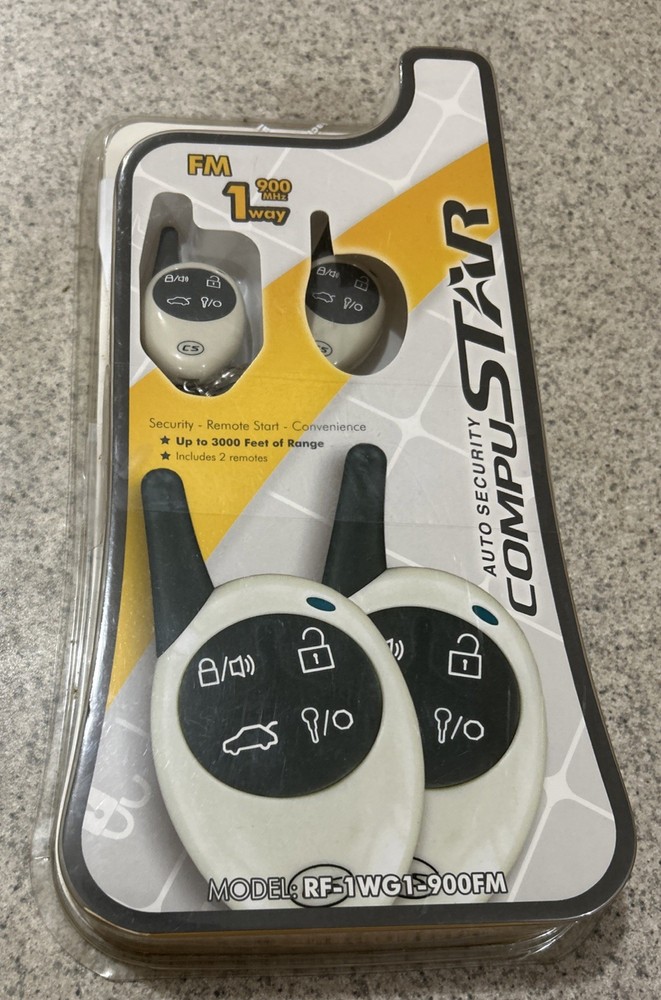 FM
1 900
MHz
way
CS
CS
Security - Remote Start - Convenience
★ Up to 3000 Feet of Range
★ Includes 2 remotes
AUTO SECURITY
COMPUSTAR
MODEL: RF-1WG1-900FM